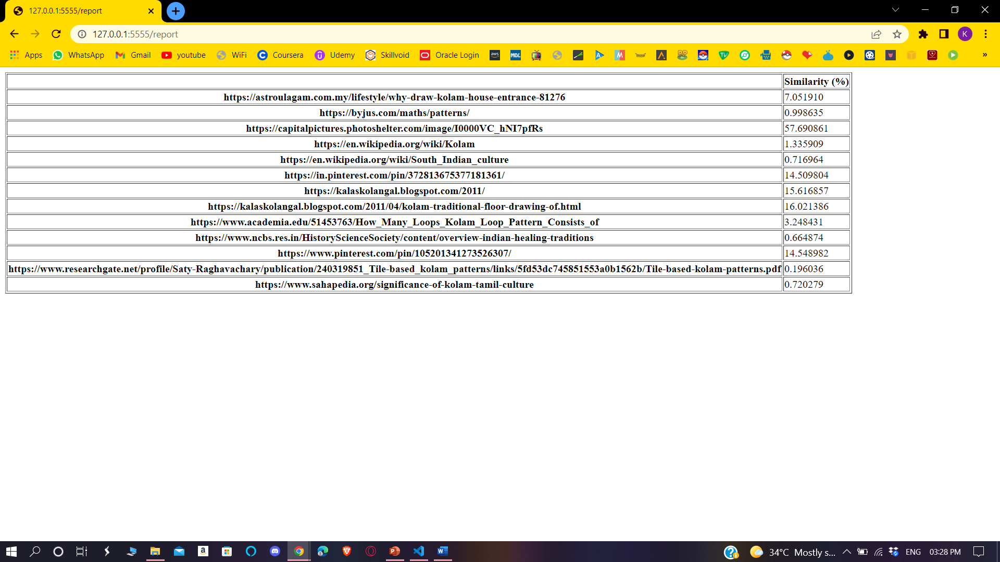 127.0.0.1:5555/report
127.0.0.1:5555/report
K
Apps WhatsApp Gmail youtube WiFi Coursera Udemy Skillvoid Oracle Login aws MDL »
Similarity (%)
https://astroulagam.com.my/lifestyle/why-draw-kolam-house-entrance-81276 7.051910
https://byjus.com/maths/patterns/ 0.998635
https://capitalpictures.photoshelter.com/image/I0000VC_hNI7pfRs 57.690861
https://en.wikipedia.org/wiki/Kolam 1.335909
https://en.wikipedia.org/wiki/South_Indian_culture 0.716964
https://in.pinterest.com/pin/372813675377181361/ 14.509804
https://kalaskolangal.blogspot.com/2011/ 15.616857
https://kalaskolangal.blogspot.com/2011/04/kolam-traditional-floor-drawing-of.html 16.021386
https://www.academia.edu/51453763/How_Many_Loops_Kolam_Loop_Pattern_Consists_of 3.248431
https://www.ncbs.res.in/HistoryScienceSociety/content/overview-indian-healing-traditions 0.664874
https://www.pinterest.com/pin/105201341273526307/ 14.548982
https://www.researchgate.net/profile/Saty-Raghavachary/publication/240319851_Tile-based_kolam_patterns/links/5fd53dc745851553a0b1562b/Tile-based-kolam-patterns.pdf 0.196036
https://www.sahapedia.org/significance-of-kolam-tamil-culture 0.720279
34°C Mostly s... ENG 03:28 PM